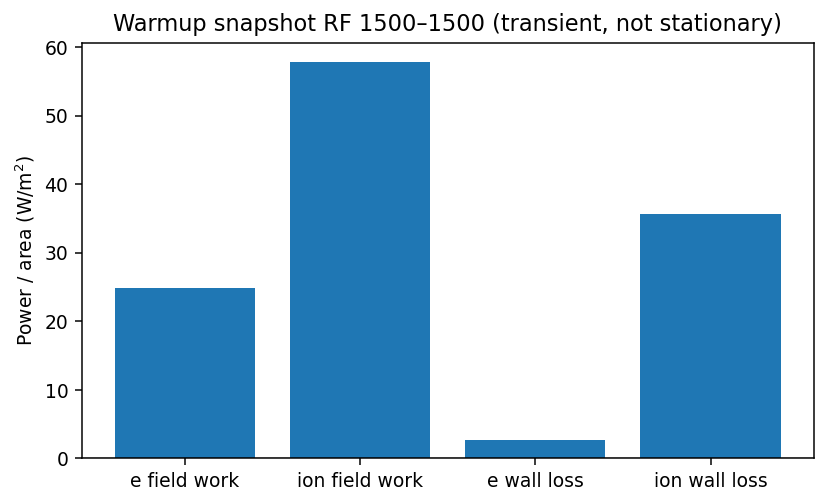 Warmup snapshot RF 1500–1500 (transient, not stationary)
Power / area (W/m²)
60
50
40
30
20
10
0
e field work
ion field work
e wall loss
ion wall loss